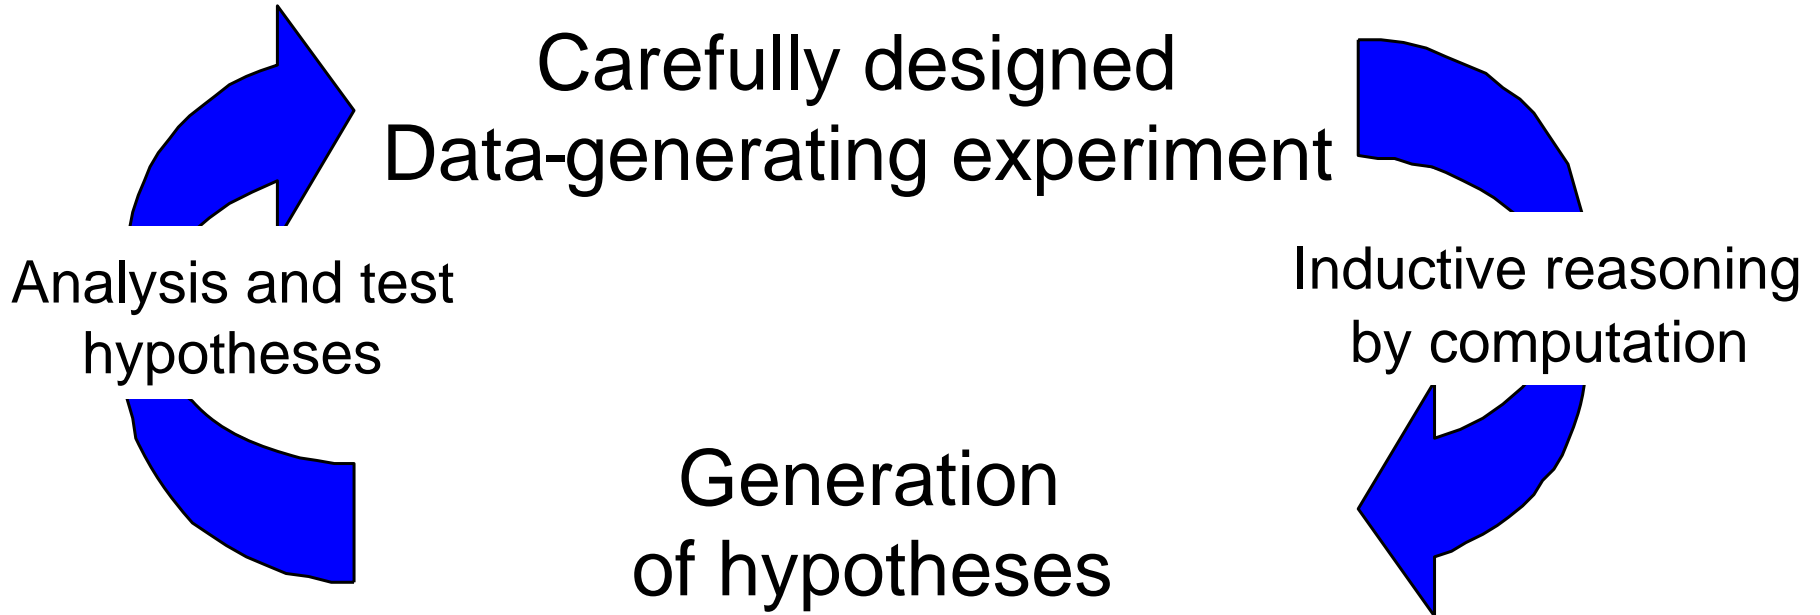 Carefully designed
Data-generating experiment
Analysis and test
hypotheses
Inductive reasoning
by computation
Generation
of hypotheses